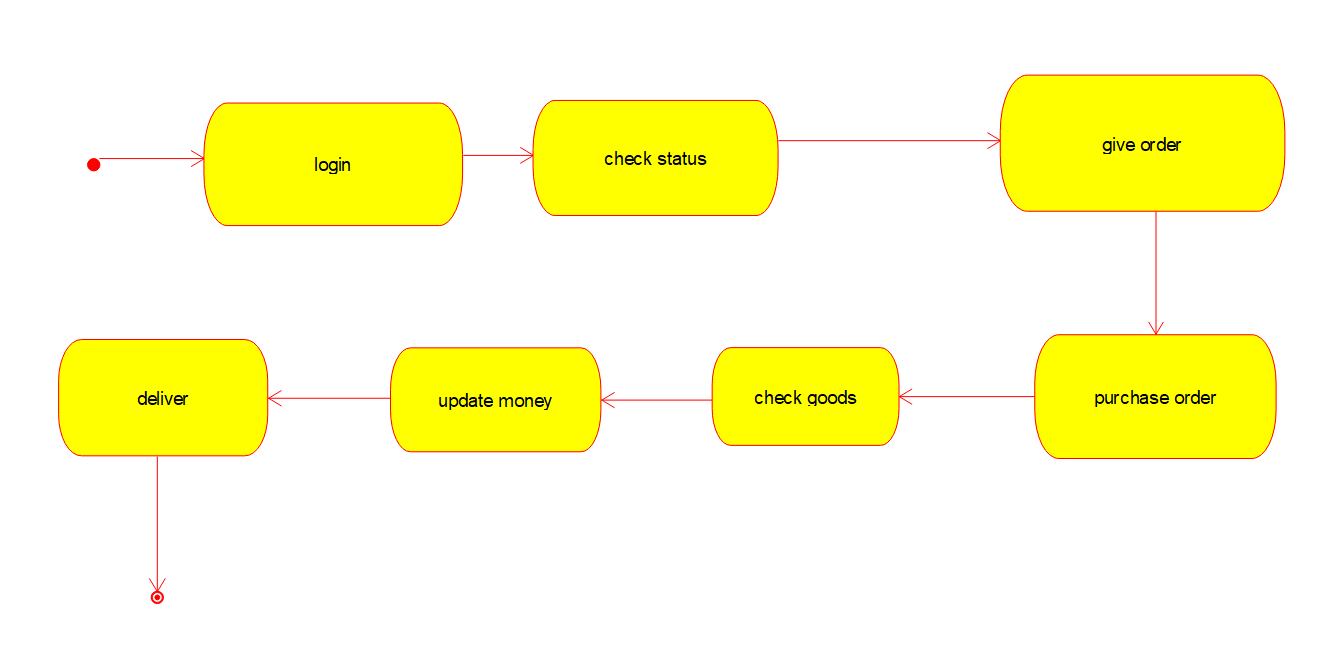 login
check status
give order
purchase order
check goods
update money
deliver